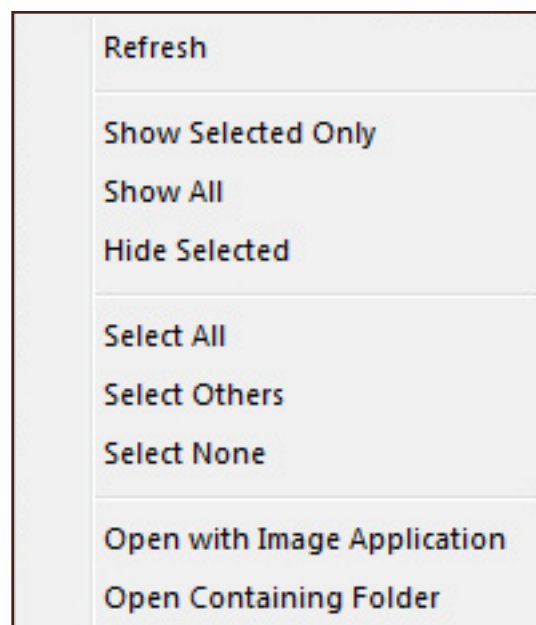 Refresh
Show Selected Only
Show All
Hide Selected
Select All
Select Others
Select None
Open with Image Application
Open Containing Folder